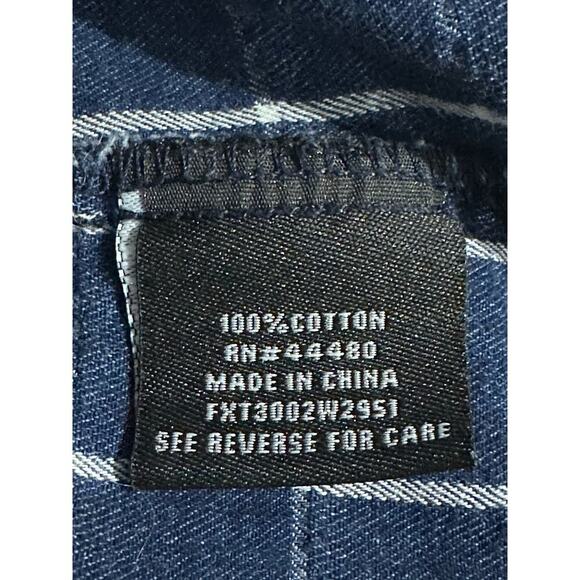 100%COTTON
RN#44480
MADE IN CHINA
FXT3002W2951
SEE REVERSE FOR CARE